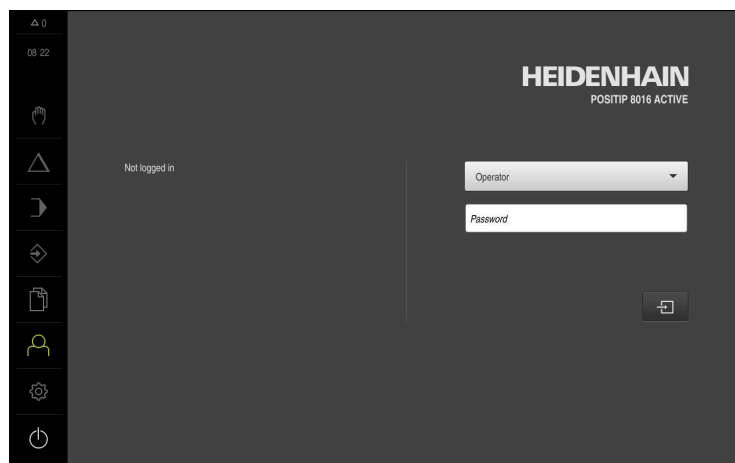 0
08 22
HEIDENHAIN
POSITIP 8016 ACTIVE
Not logged in
Operator
Password